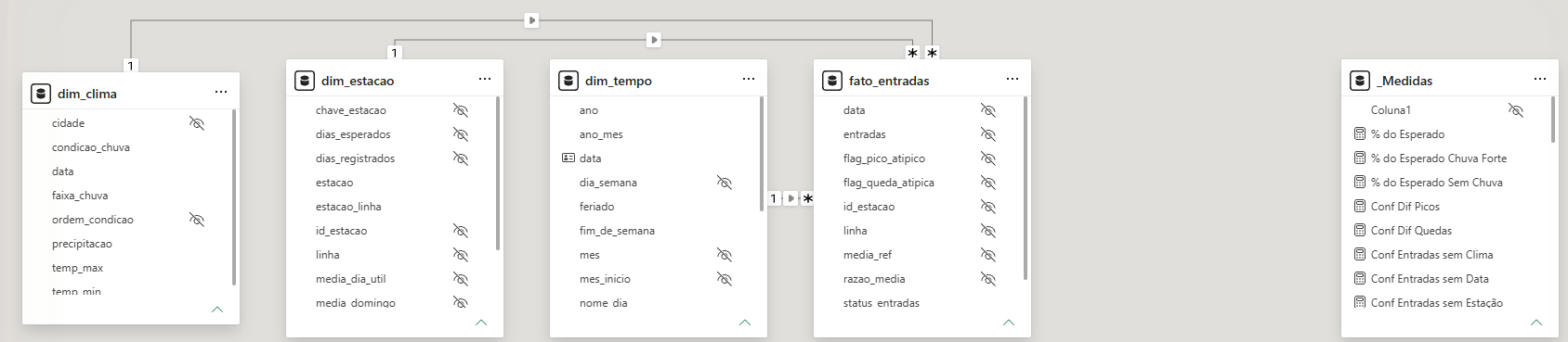 1
1
*
*
dim_clima
...
cidade
condicao_chuva
data
faixa_chuva
ordem_condicao
precipitacao
temp_max
temp_min
dim_estacao
...
chave_estacao
dias_esperados
dias_registrados
estacao
estacao_linha
id_estacao
linha
media_dia_util
media_domingo
dim_tempo
...
ano
ano_mes
data
dia_semana
feriado
fim_de_semana
mes
mes_inicio
nome_dia
1
*
fato_entradas
...
data
entradas
flag_pico_atipico
flag_queda_atipica
id_estacao
linha
media_ref
razao_media
status_entradas
_Medidas
...
Coluna1
% do Esperado
% do Esperado Chuva Forte
% do Esperado Sem Chuva
Conf Dif Picos
Conf Dif Quedas
Conf Entradas sem Clima
Conf Entradas sem Data
Conf Entradas sem Estação